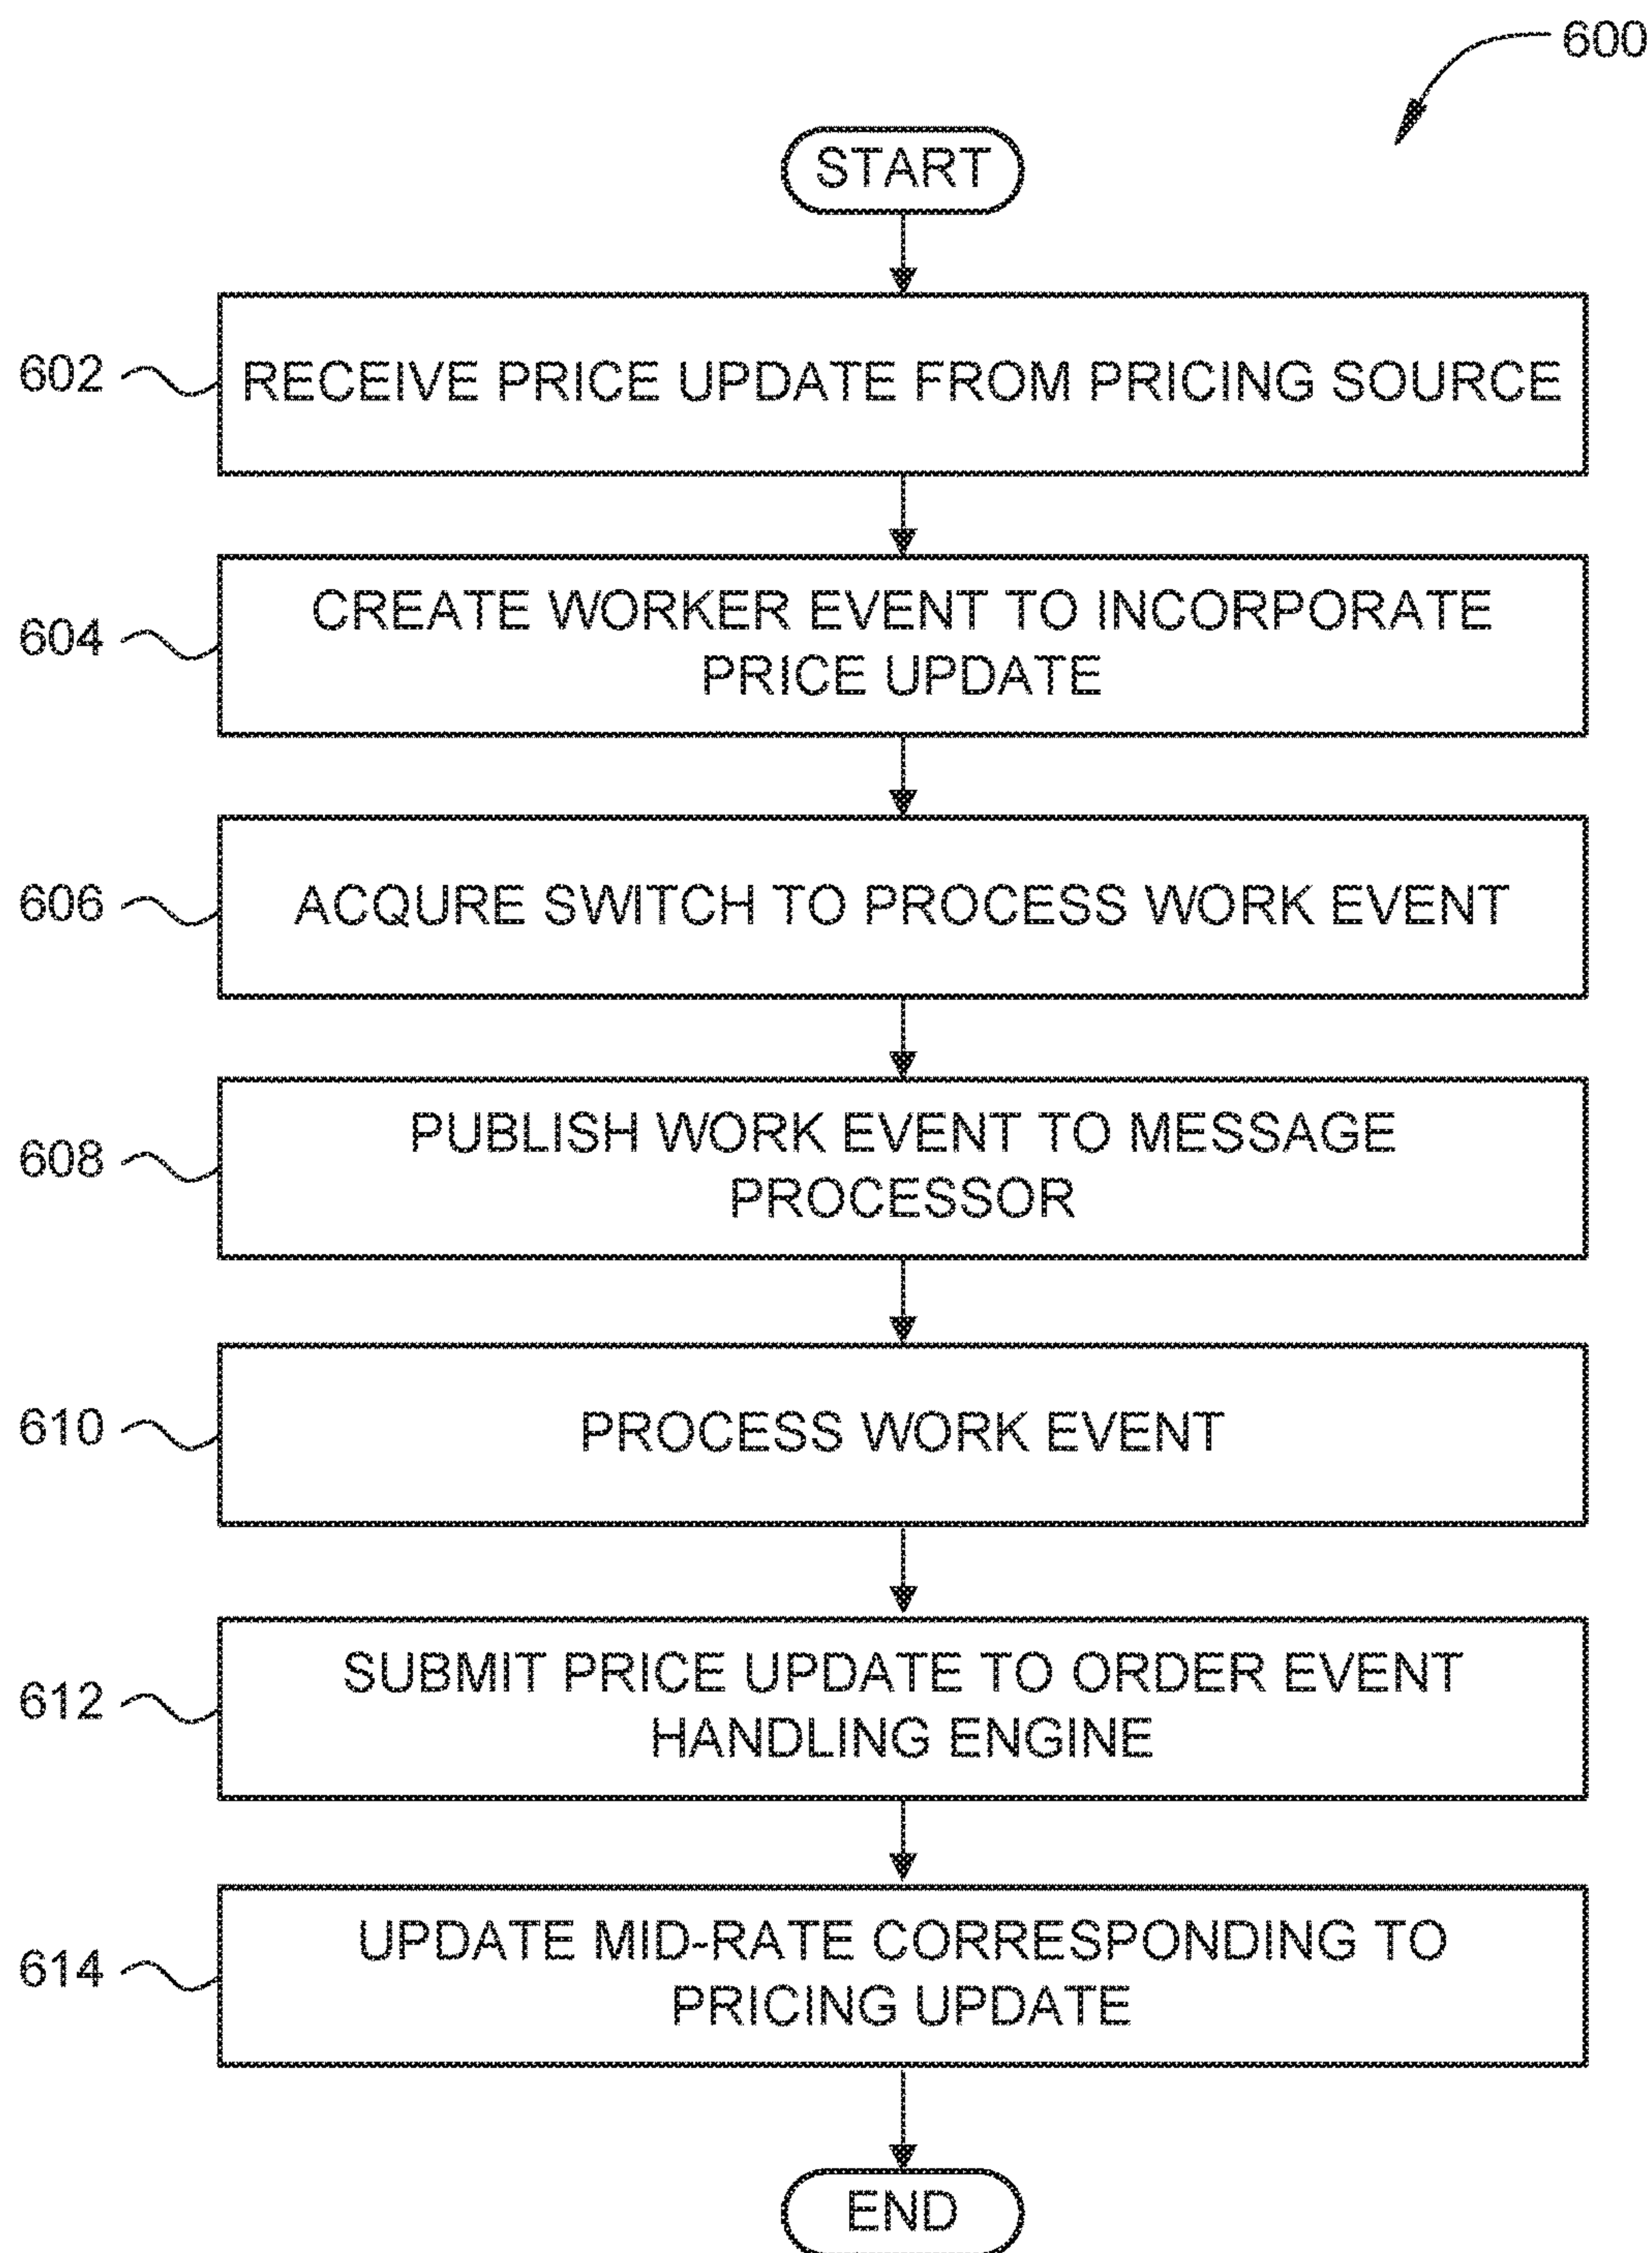 600
START
602
RECEIVE PRICE UPDATE FROM PRICING SOURCE
604
CREATE WORKER EVENT TO INCORPORATE
PRICE UPDATE
606
ACQURE SWITCH TO PROCESS WORK EVENT
608
PUBLISH WORK EVENT TO MESSAGE
PROCESSOR
610
PROCESS WORK EVENT
612
SUBMIT PRICE UPDATE TO ORDER EVENT
HANDLING ENGINE
614
UPDATE MID-RATE CORRESPONDING TO
PRICING UPDATE
END